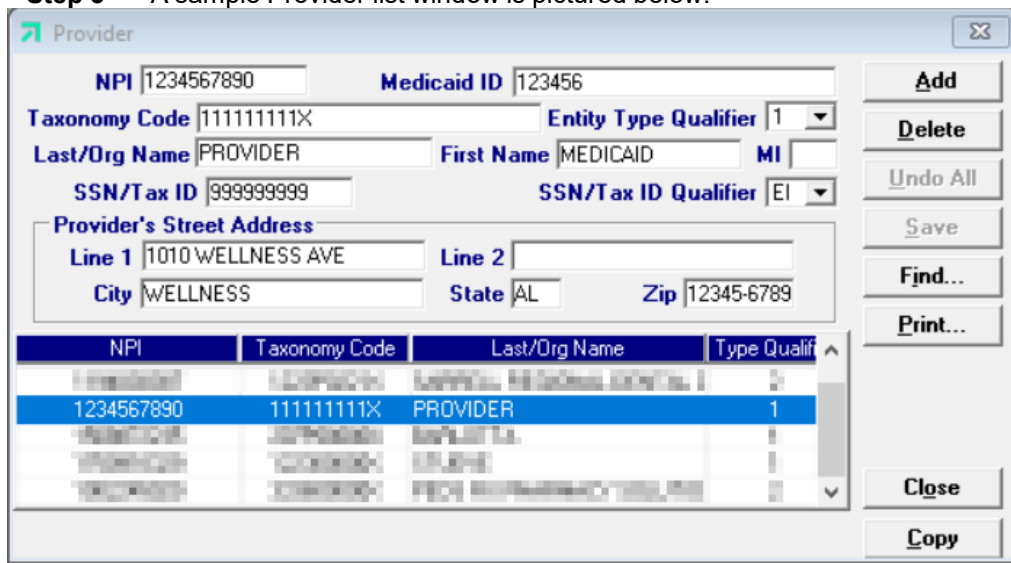 Step 3 A sample Provider list window is pictured below.
Provider
NPI 1234567890 Medicaid ID 123456 Add
Taxonomy Code 111111111X Entity Type Qualifier 1 Delete
Last/Org Name PROVIDER First Name MEDICAID MI
SSN/Tax ID 999999999 SSN/Tax ID Qualifier EI Undo All
Provider's Street Address Save
Line 1 1010 WELLNESS AVE Line 2
City WELLNESS State AL Zip 12345-6789 Find...
Print...
NPI Taxonomy Code Last/Org Name Type Qualifi
1234567890 111111111X PROVIDER 1
Close
Copy